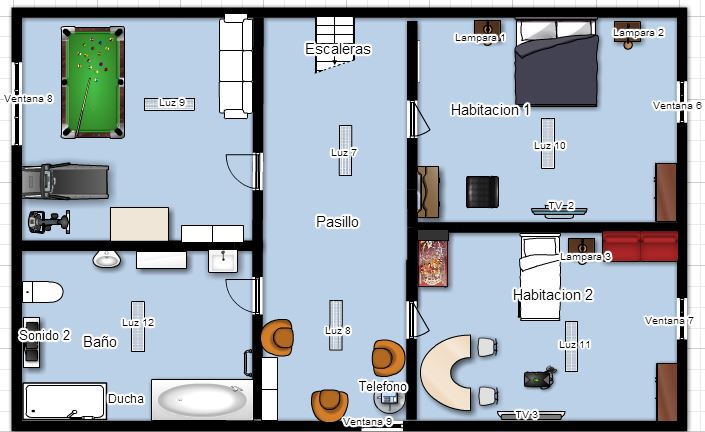 Escaleras
Lampara 1
Lampara 2
Ventana 8
Luz 9
Habitacion 1
Ventana 6
Luz 7
Luz 10
TV 2
Pasillo
Lampara 3
Habitacion 2
Luz 12
Luz 8
Ventana 7
Sonido 2
Baño
Luz 11
Telefono
Ducha
TV 3
Ventana 9